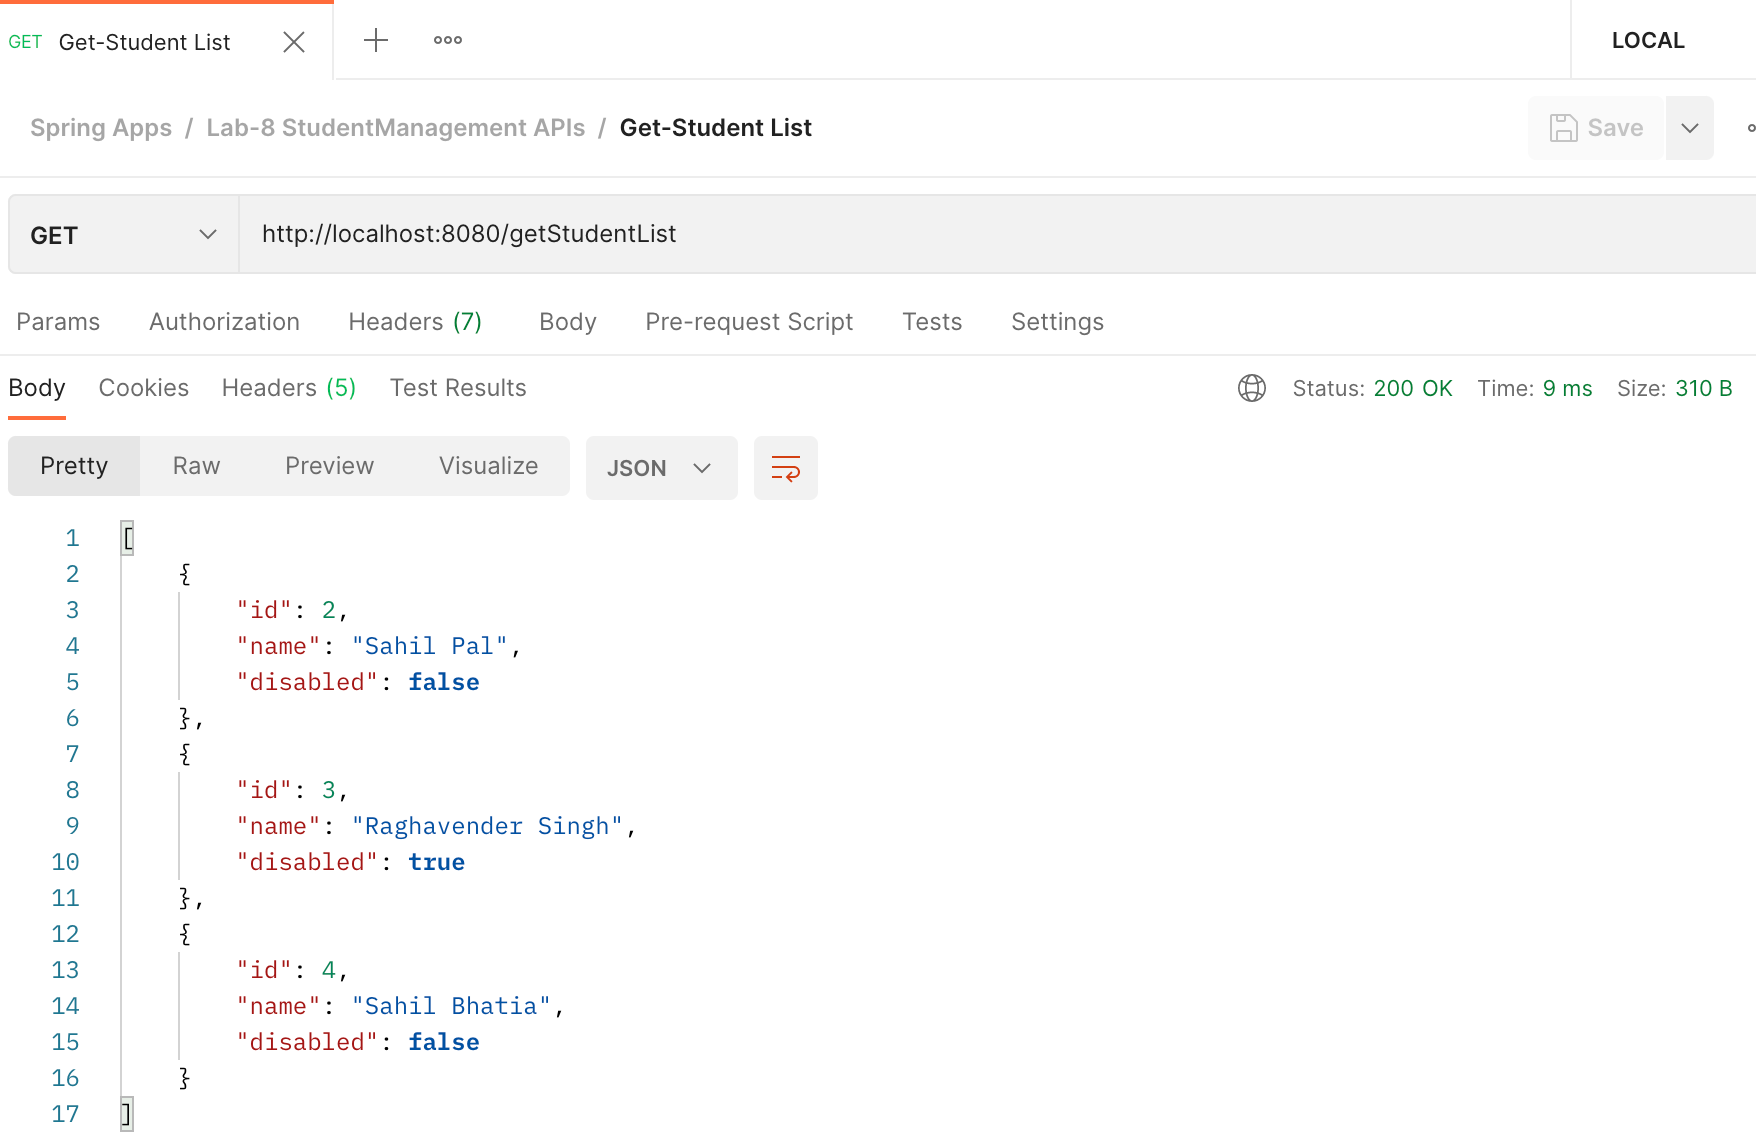 GET Get-Student List
LOCAL
Spring Apps / Lab-8 StudentManagement APIs / Get-Student List
Save
GET http://localhost:8080/getStudentList
Params Authorization Headers (7) Body Pre-request Script Tests Settings
Body Cookies Headers (5) Test Results Status: 200 OK Time: 9 ms Size: 310 B
Pretty Raw Preview Visualize JSON
1 [
2 {
3 "id": 2,
4 "name": "Sahil Pal",
5 "disabled": false
6 },
7 {
8 "id": 3,
9 "name": "Raghavender Singh",
10 "disabled": true
11 },
12 {
13 "id": 4,
14 "name": "Sahil Bhatia",
15 "disabled": false
16 }
17 ]